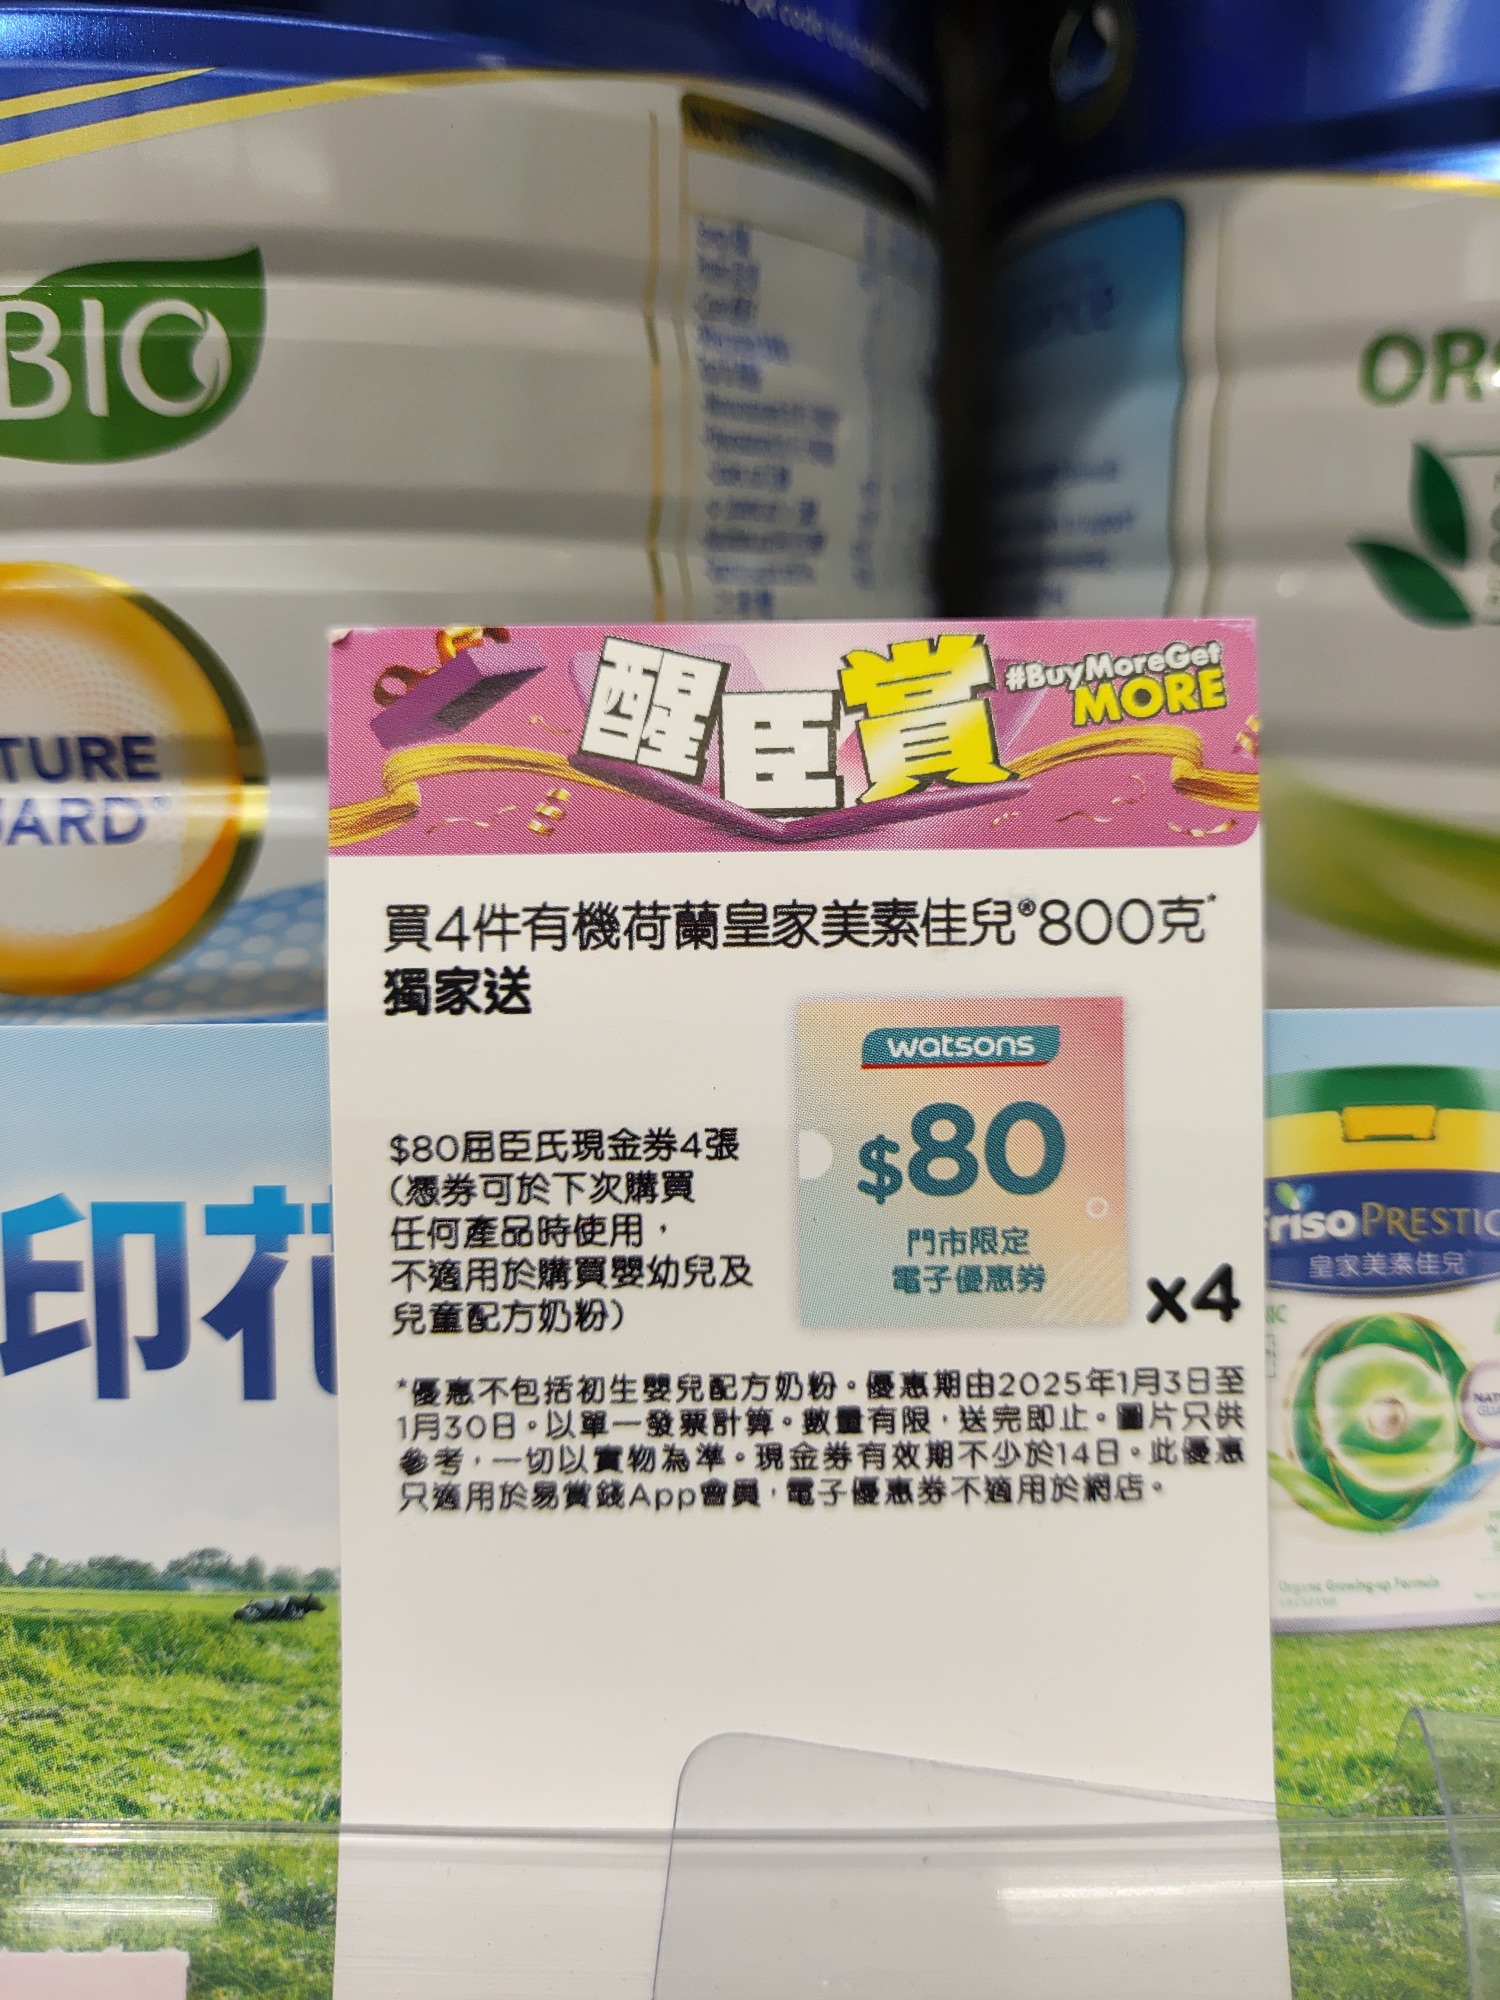 QR code to
BIO
ORG
TURE
醒臣賞
#BuyMoreGet
MORE
買4件有機荷蘭皇家美素佳兒®800克*
獨家送
watsons
$80
門市限定
電子優惠券
x4
$80屈臣氏現金券4張
(憑券可於下次購買
任何產品時使用，
不適用於購買嬰幼兒及
兒童配方奶粉)
*優惠不包括初生嬰兒配方奶粉。優惠期由2025年1月3日至
1月30日。以單一發票計算。數量有限，送完即止。圖片只供
參考，一切以實物為準。現金券有效期不少於14日。此優惠
只適用於易賞錢App會員，電子優惠券不適用於網店。
印花
Friso PRESTIG
皇家美素佳兒
Organic Growing-up Formula